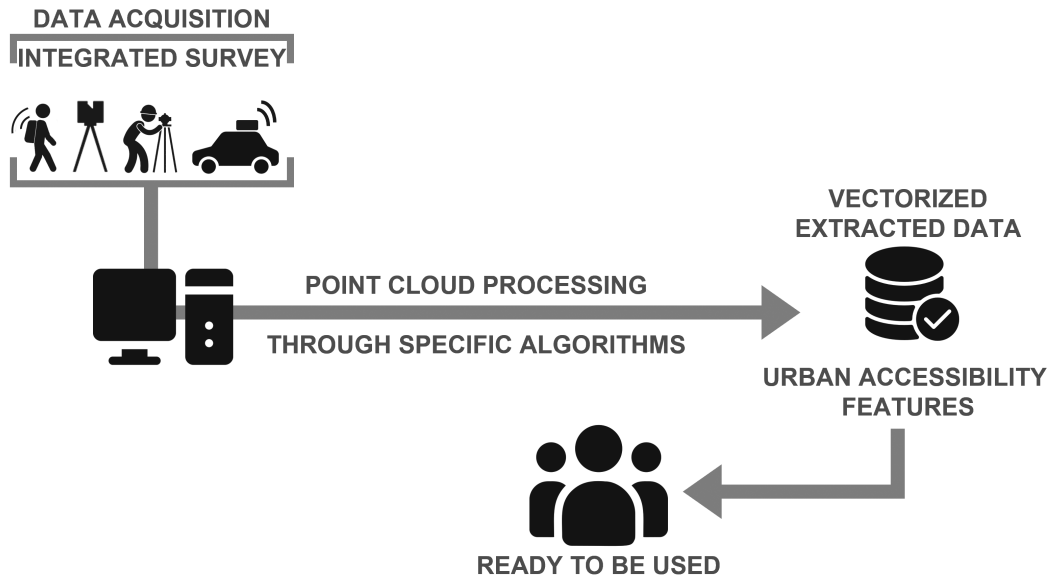 DATA ACQUISITION
INTEGRATED SURVEY
POINT CLOUD PROCESSING
THROUGH SPECIFIC ALGORITHMS
VECTORIZED
EXTRACTED DATA
URBAN ACCESSIBILITY
FEATURES
READY TO BE USED